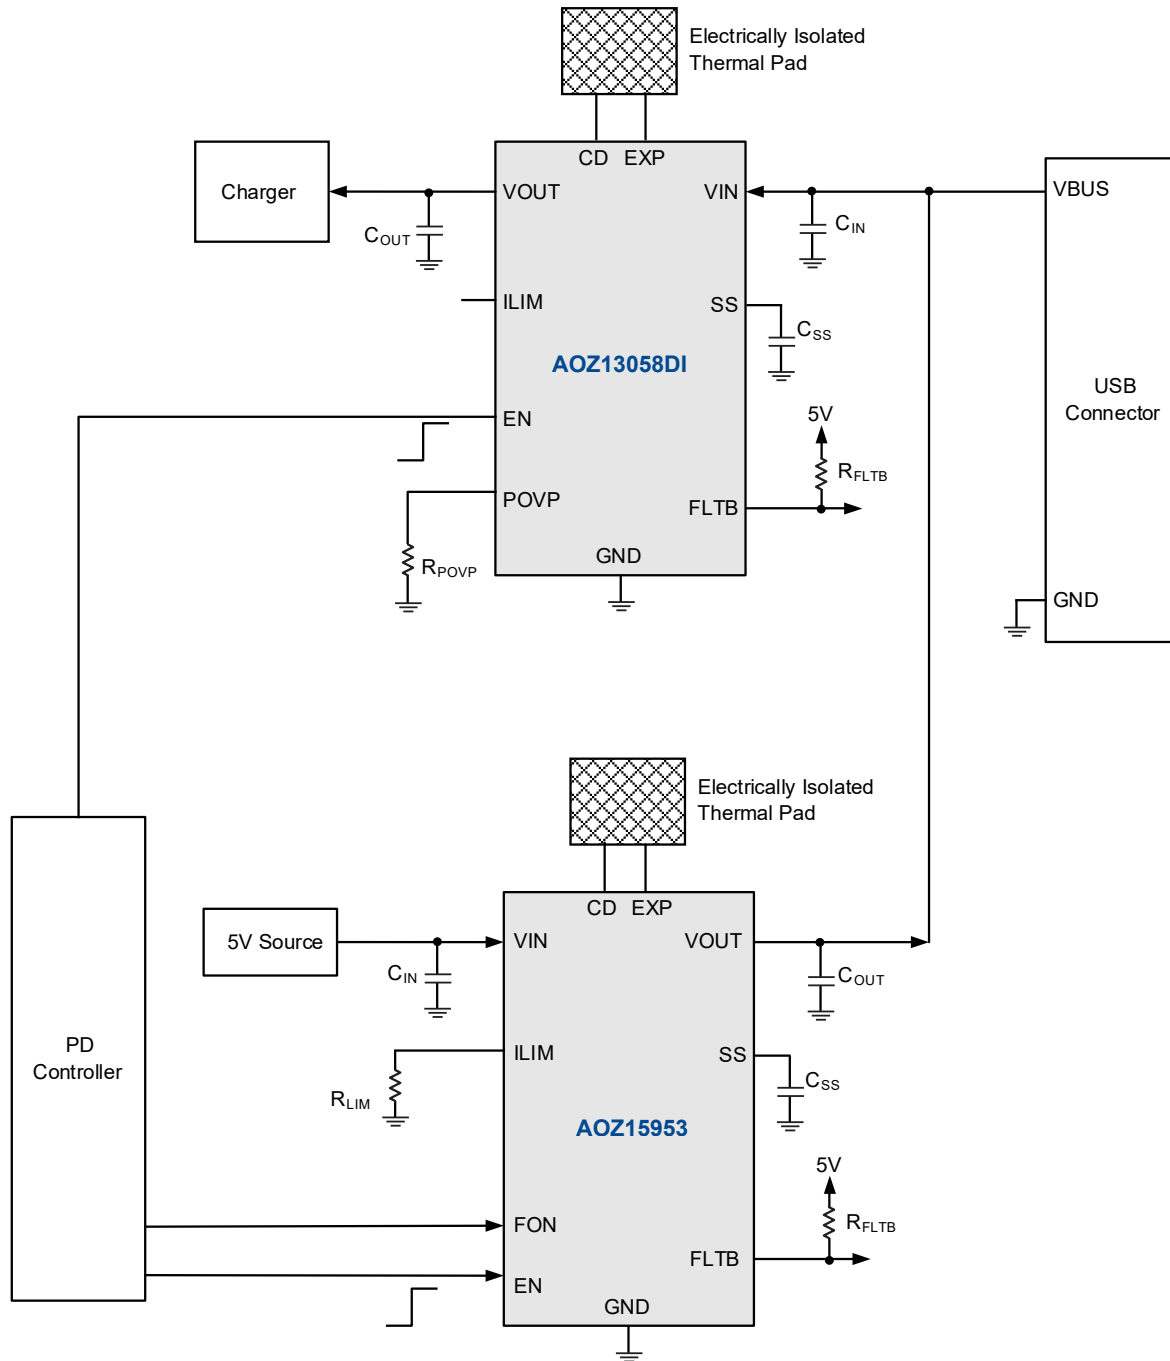 Electrically Isolated
Thermal Pad
CD EXP
Charger
VOUT
VIN
VBUS
COUT
CIN
ILIM
SS
CSS
AOZ13058DI
USB
Connector
5V
EN
RFLTB
POVP
FLTB
GND
RPOVP
GND
Electrically Isolated
Thermal Pad
CD EXP
5V Source
VIN
VOUT
CIN
COUT
PD
Controller
ILIM
SS
RLIM
CSS
AOZ15953
5V
FON
RFLTB
FLTB
EN
GND